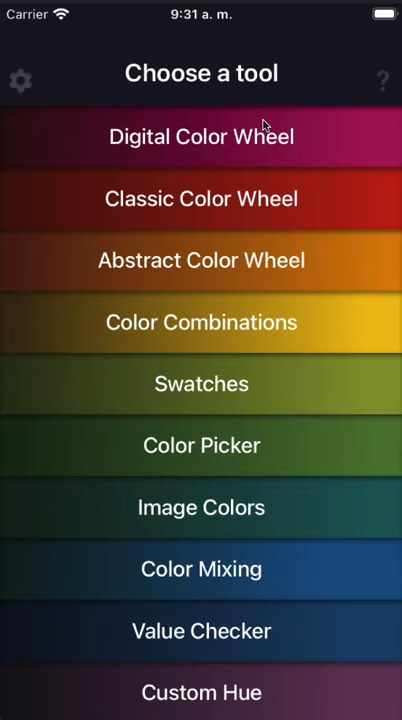 Carrier 9:31 a. m.
Choose a tool
?
Digital Color Wheel
Classic Color Wheel
Abstract Color Wheel
Color Combinations
Swatches
Color Picker
Image Colors
Color Mixing
Value Checker
Custom Hue